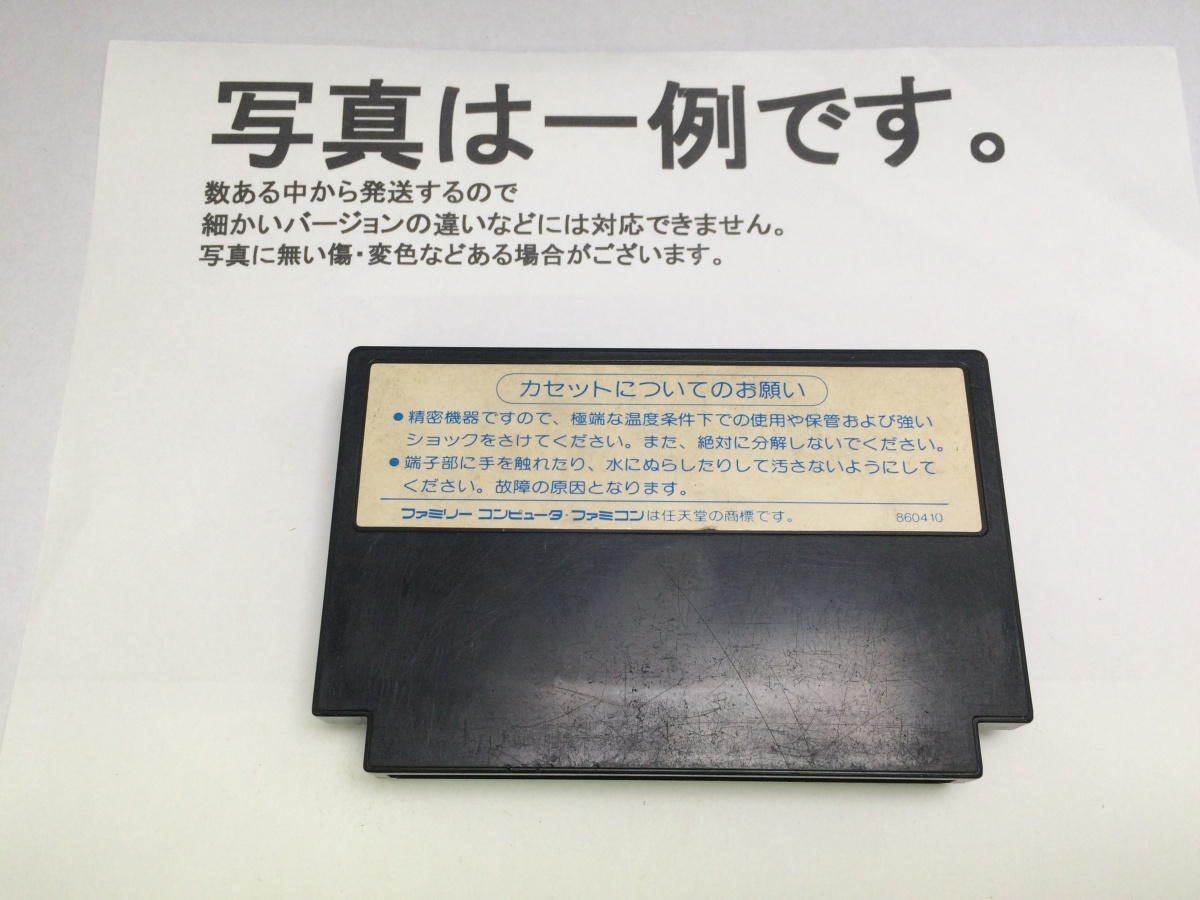 写真は一例です。
数ある中から発送するので
細かいバージョンの違いなどには対応できません。
写真に無い傷・変色などある場合がございます。
カセットについてのお願い
●精密機器ですので、極端な温度条件下での使用や保管および強い
ショックをさけてください。また、絶対に分解しないでください。
●端子部に手を触れたり、水にぬらしたりして汚さないようにして
ください。故障の原因となります。
ファミリー コンピュータ・ファミコンは任天堂の商標です。 860410